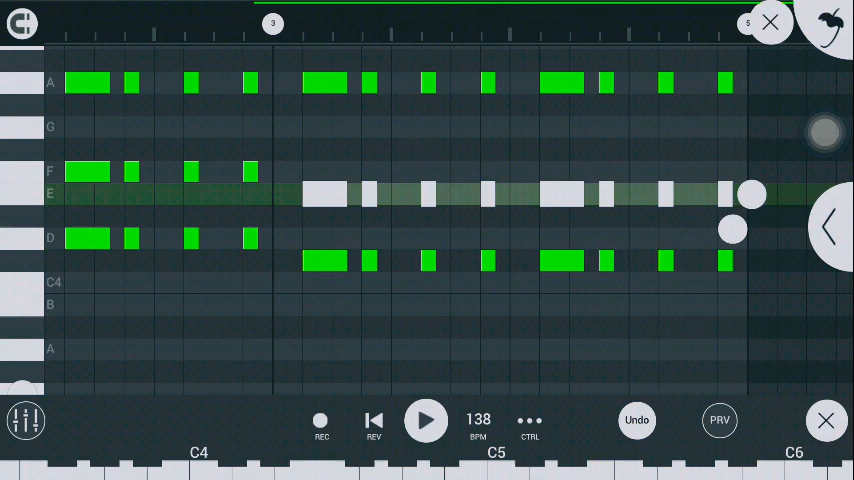 3
5
A
G
F
E
D
C4
B
A
138
Undo
PRV
REC
REV
BPM
CTRL
C4 C5 C6